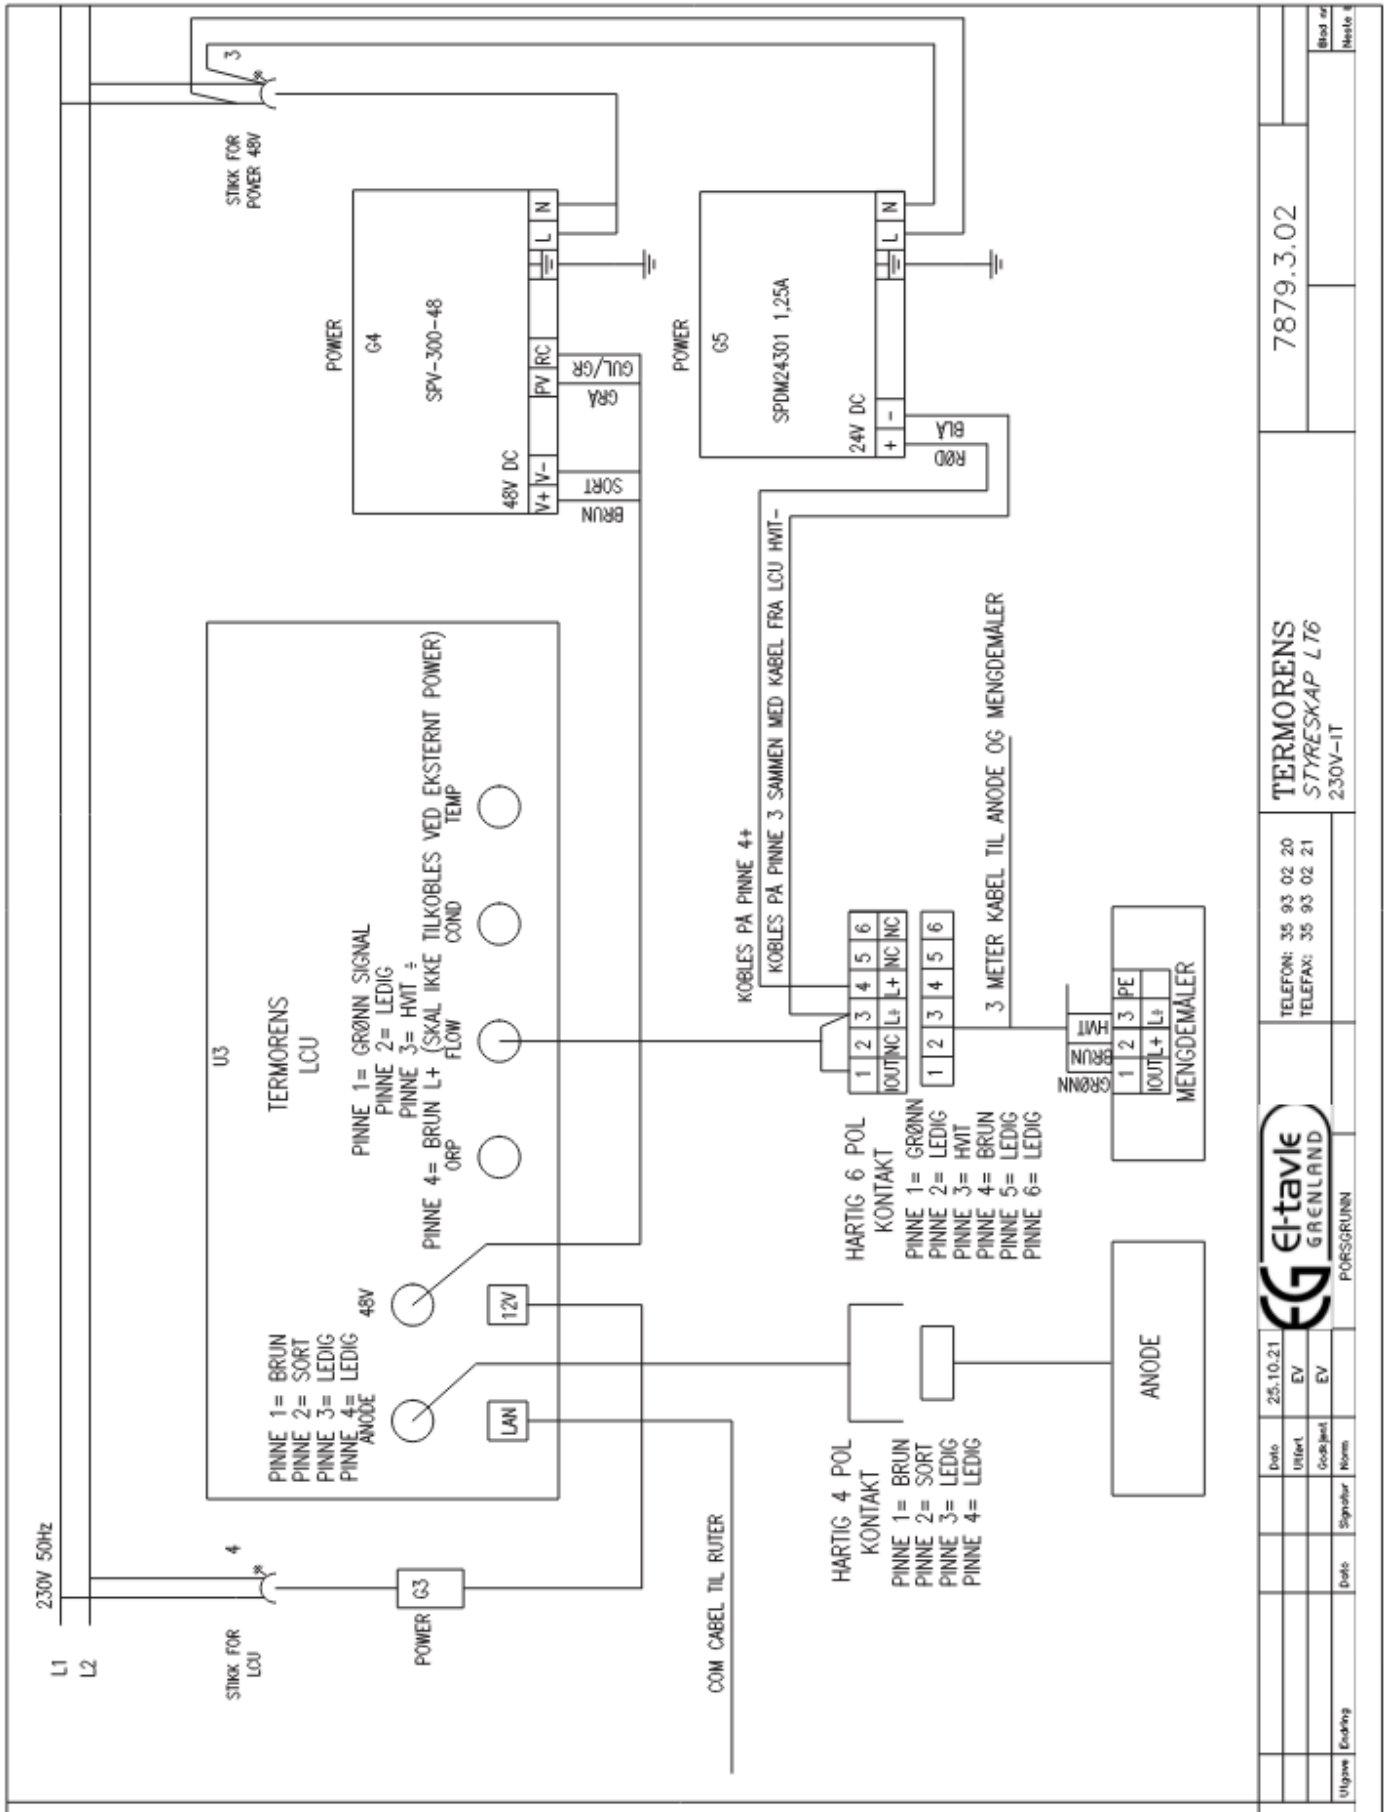 230V 50Hz
L1
L2
STIKK FOR
LCU
4
POWER
G3
COM CABEL TIL RUTER
U3
TERMORENS
LCU
PINNE 1= BRUN
PINNE 2= SORT
PINNE 3= LEDIG
PINNE 4= LEDIG
ANODE
48V
LAN
12V
PINNE 1= GRØNN SIGNAL
PINNE 2= LEDIG
PINNE 3= HVIT ÷
PINNE 4= BRUN L+ (SKAL IKKE TILKOBLES VED EKSTERNT POWER)
ORP
FLOW
COND
TEMP
STIKK FOR
POWER 48V
3
POWER
G4
SPV-300-48
48V DC
V+ V- PV RC L N
BRUN
SORT
GRÅ
GUL/GR
POWER
G5
SPDM24301 1,25A
24V DC
+ - L N
RØD
BLÅ
KOBLES PÅ PINNE 4+
KOBLES PÅ PINNE 3 SAMMEN MED KABEL FRA LCU HVIT-
HARTIG 4 POL
KONTAKT
PINNE 1= BRUN
PINNE 2= SORT
PINNE 3= LEDIG
PINNE 4= LEDIG
ANODE
HARTIG 6 POL
KONTAKT
PINNE 1= GRØNN
PINNE 2= LEDIG
PINNE 3= HVIT
PINNE 4= BRUN
PINNE 5= LEDIG
PINNE 6= LEDIG
1 2 3 4 5 6
IOUT NC L÷ L+ NC NC
1 2 3 4 5 6
3 METER KABEL TIL ANODE OG MENGDEMÅLER
GRØNN
BRUN
HVIT
1 2 3 PE
IOUT L+ L÷
MENGDEMÅLER
Utgave
Endring
Dato
Signatur
Dato 25.10.21
Utført. EV
Godkjent EV
Norm
EG El-tavle
GRENLAND
PORSGRUNN
TELEFON: 35 93 02 20
TELEFAX: 35 93 02 21
TERMORENS
STYRESKAP LT6
230V-IT
7879.3.02
Blad nr
Neste